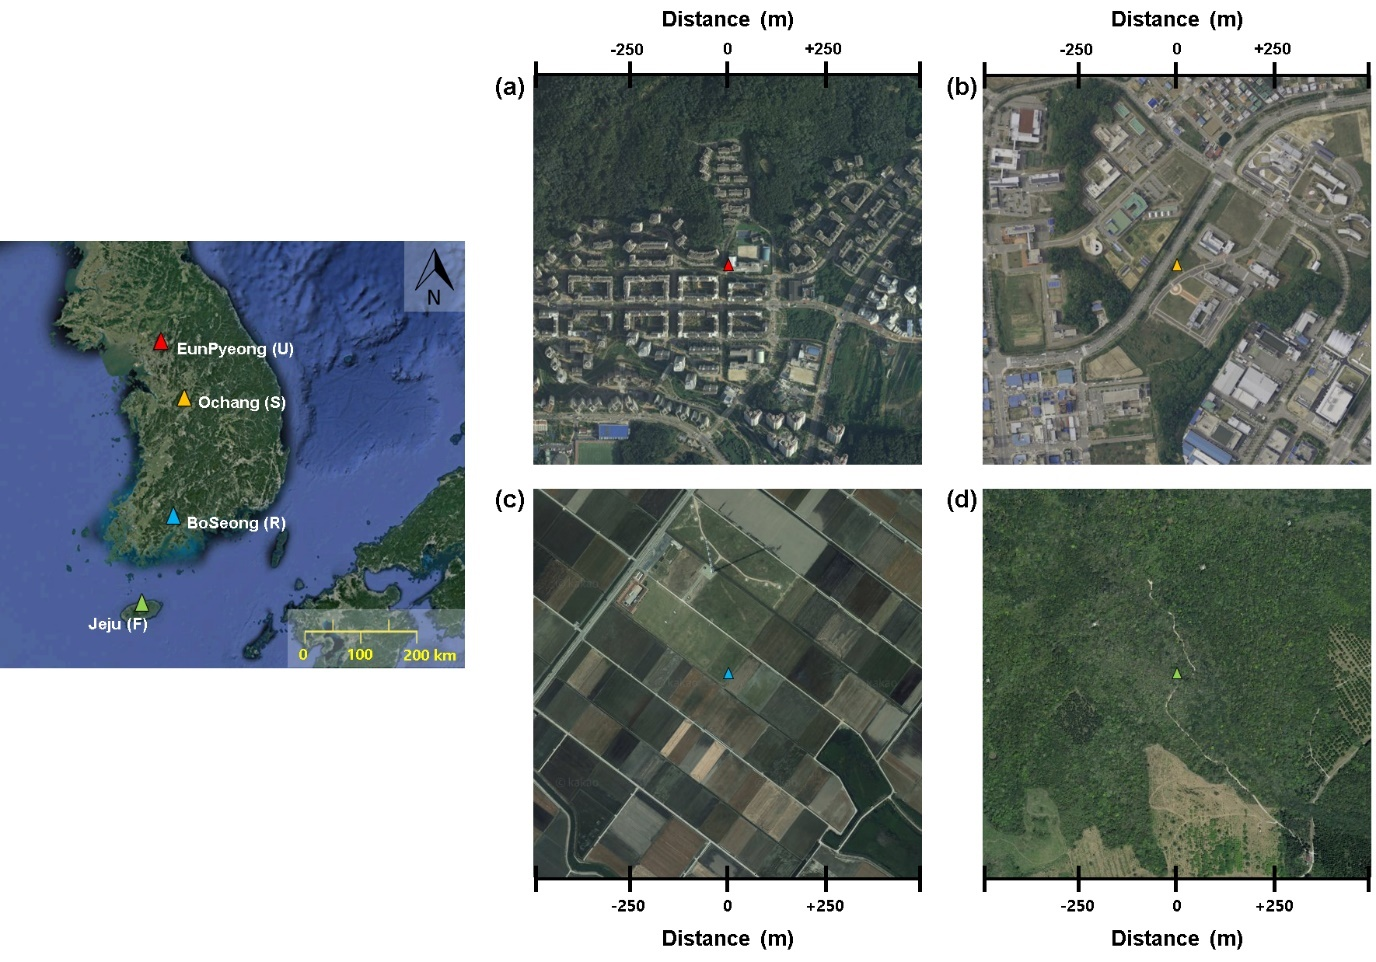 Distance (m)
-250 0 +250
(a)
Distance (m)
-250 0 +250
(b)
N
EunPyeong (U)
Ochang (S)
BoSeong (R)
Jeju (F)
0 100 200 km
(c)
-250 0 +250
Distance (m)
(d)
-250 0 +250
Distance (m)